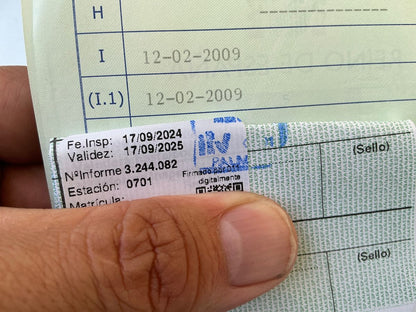 H
I 12-02-2009
(I.1) 12-02-2009
Fe.Insp: 17/09/2024
Validez: 17/09/2025
NºInforme 3.244.082
Estación: 0701
Matrícula:
Firmado
digitalmente
PALM
(Sello)
(Sello)